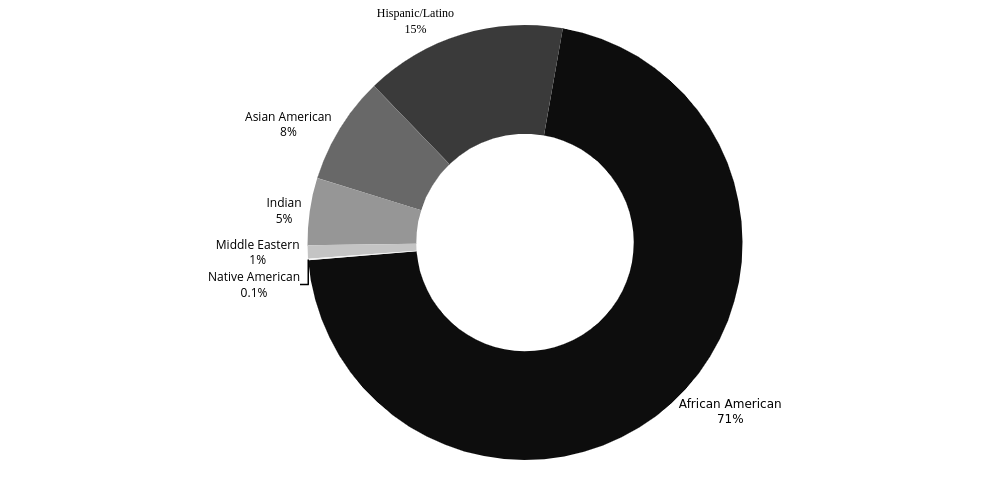 Hispanic/Latino
15%
Asian American
8%
Indian
5%
Middle Eastern
1%
Native American
0.1%
African American
71%